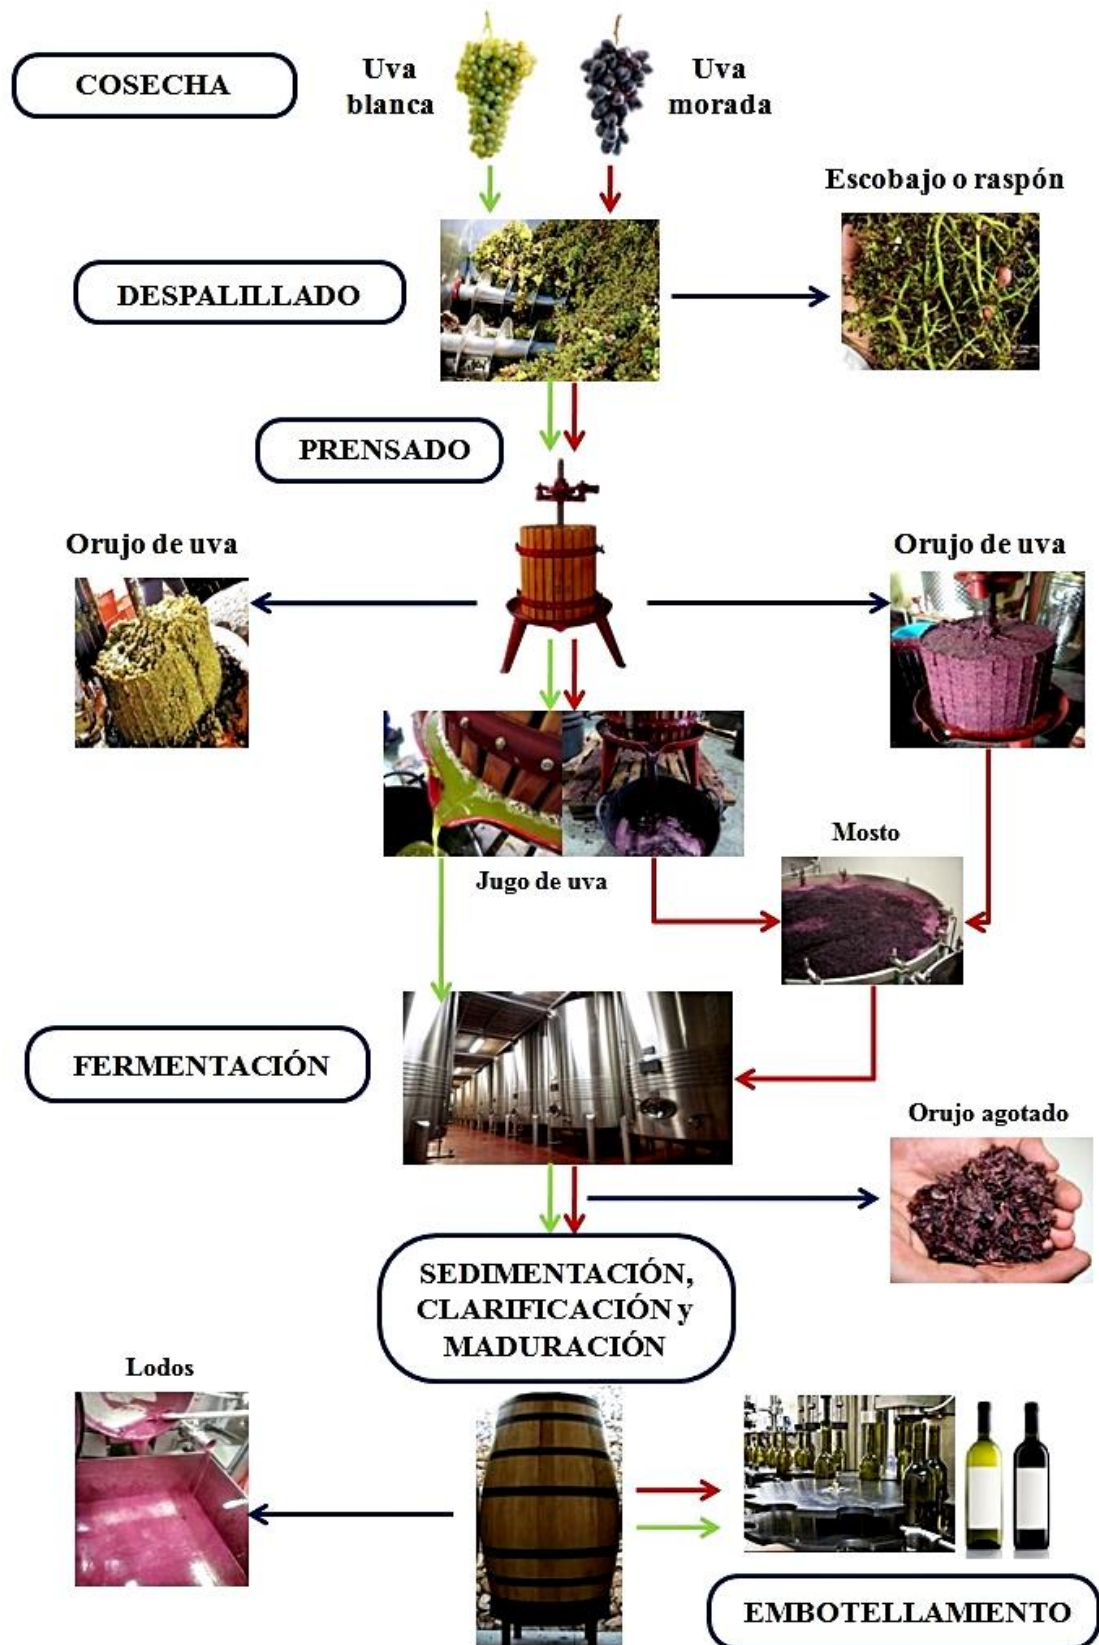 COSECHA
Uva
blanca
Uva
morada
Escobajo o raspón
DESPALILLADO
PRENSADO
Orujo de uva
Orujo de uva
Mosto
Jugo de uva
FERMENTACIÓN
Orujo agotado
SEDIMENTACIÓN,
CLARIFICACIÓN y
MADURACIÓN
Lodos
EMBOTELLAMIENTO